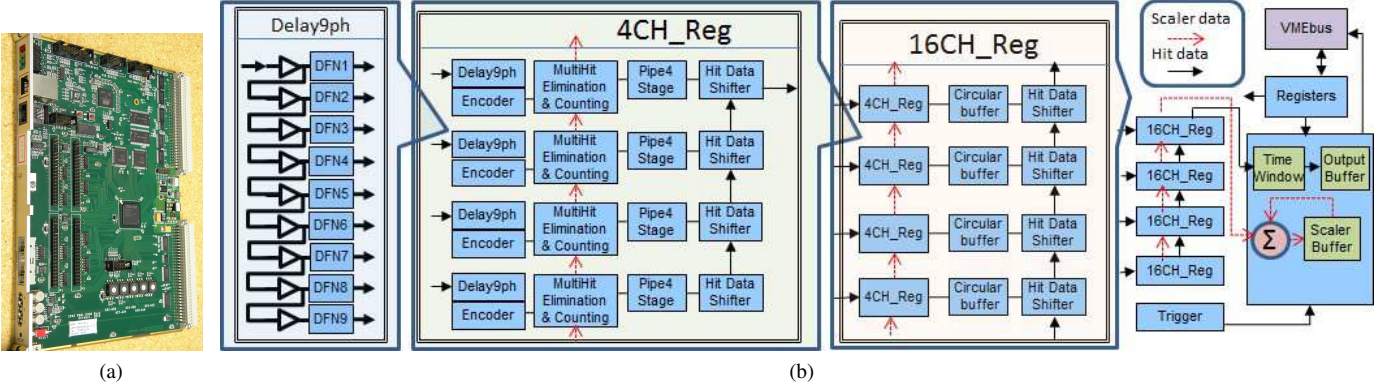 Delay9ph
DFN1
DFN2
DFN3
DFN4
DFN5
DFN6
DFN7
DFN8
DFN9
4CH_Reg
Delay9ph
Encoder
MultiHit
Elimination
& Counting
Pipe4
Stage
Hit Data
Shifter
Delay9ph
Encoder
MultiHit
Elimination
& Counting
Pipe4
Stage
Hit Data
Shifter
Delay9ph
Encoder
MultiHit
Elimination
& Counting
Pipe4
Stage
Hit Data
Shifter
Delay9ph
Encoder
MultiHit
Elimination
& Counting
Pipe4
Stage
Hit Data
Shifter
16CH_Reg
4CH_Reg
Circular
buffer
Hit Data
Shifter
4CH_Reg
Circular
buffer
Hit Data
Shifter
4CH_Reg
Circular
buffer
Hit Data
Shifter
4CH_Reg
Circular
buffer
Hit Data
Shifter
Scaler data
Hit data
VMEbus
Registers
16CH_Reg
16CH_Reg
16CH_Reg
16CH_Reg
Time
Window
Output
Buffer
Σ
Scaler
Buffer
Trigger
(a)
(b)